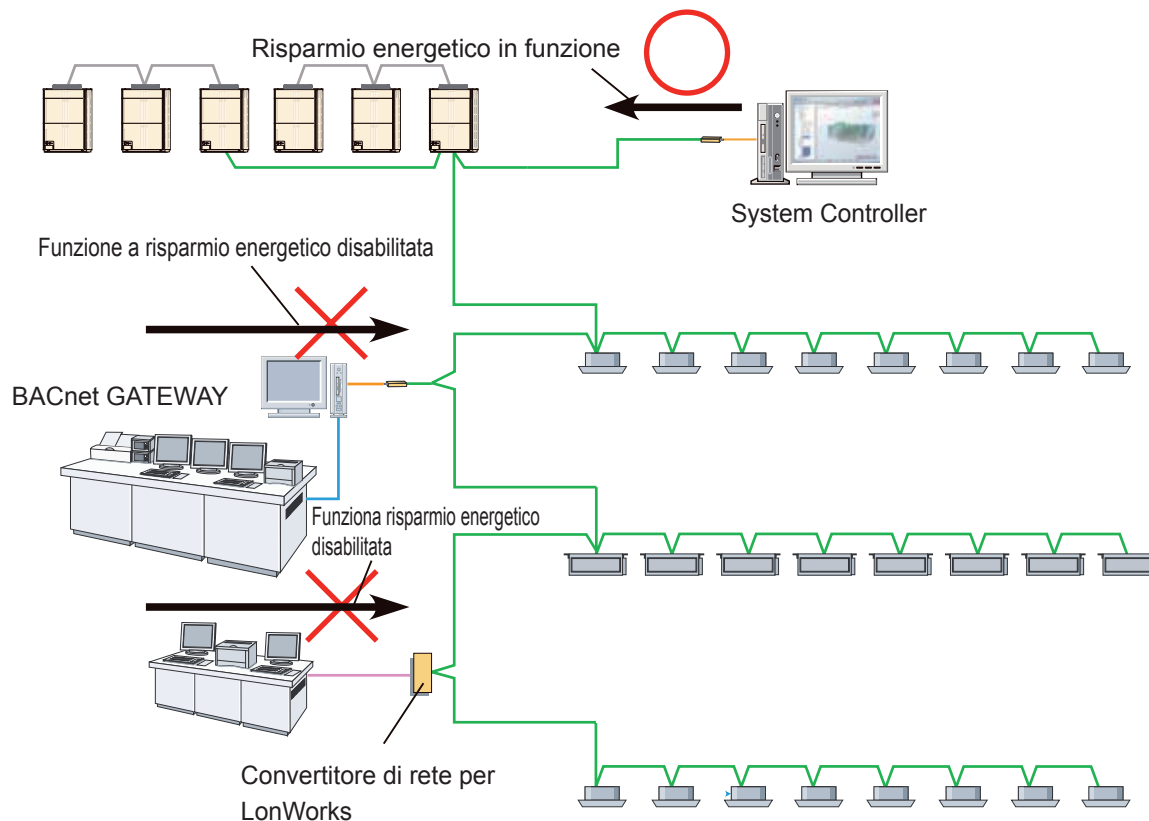 Risparmio energetico in funzione
System Controller
Funzione a risparmio energetico disabilitata
BACnet GATEWAY
Funziona risparmio energetico
disabilitata
Convertitore di rete per
LonWorks